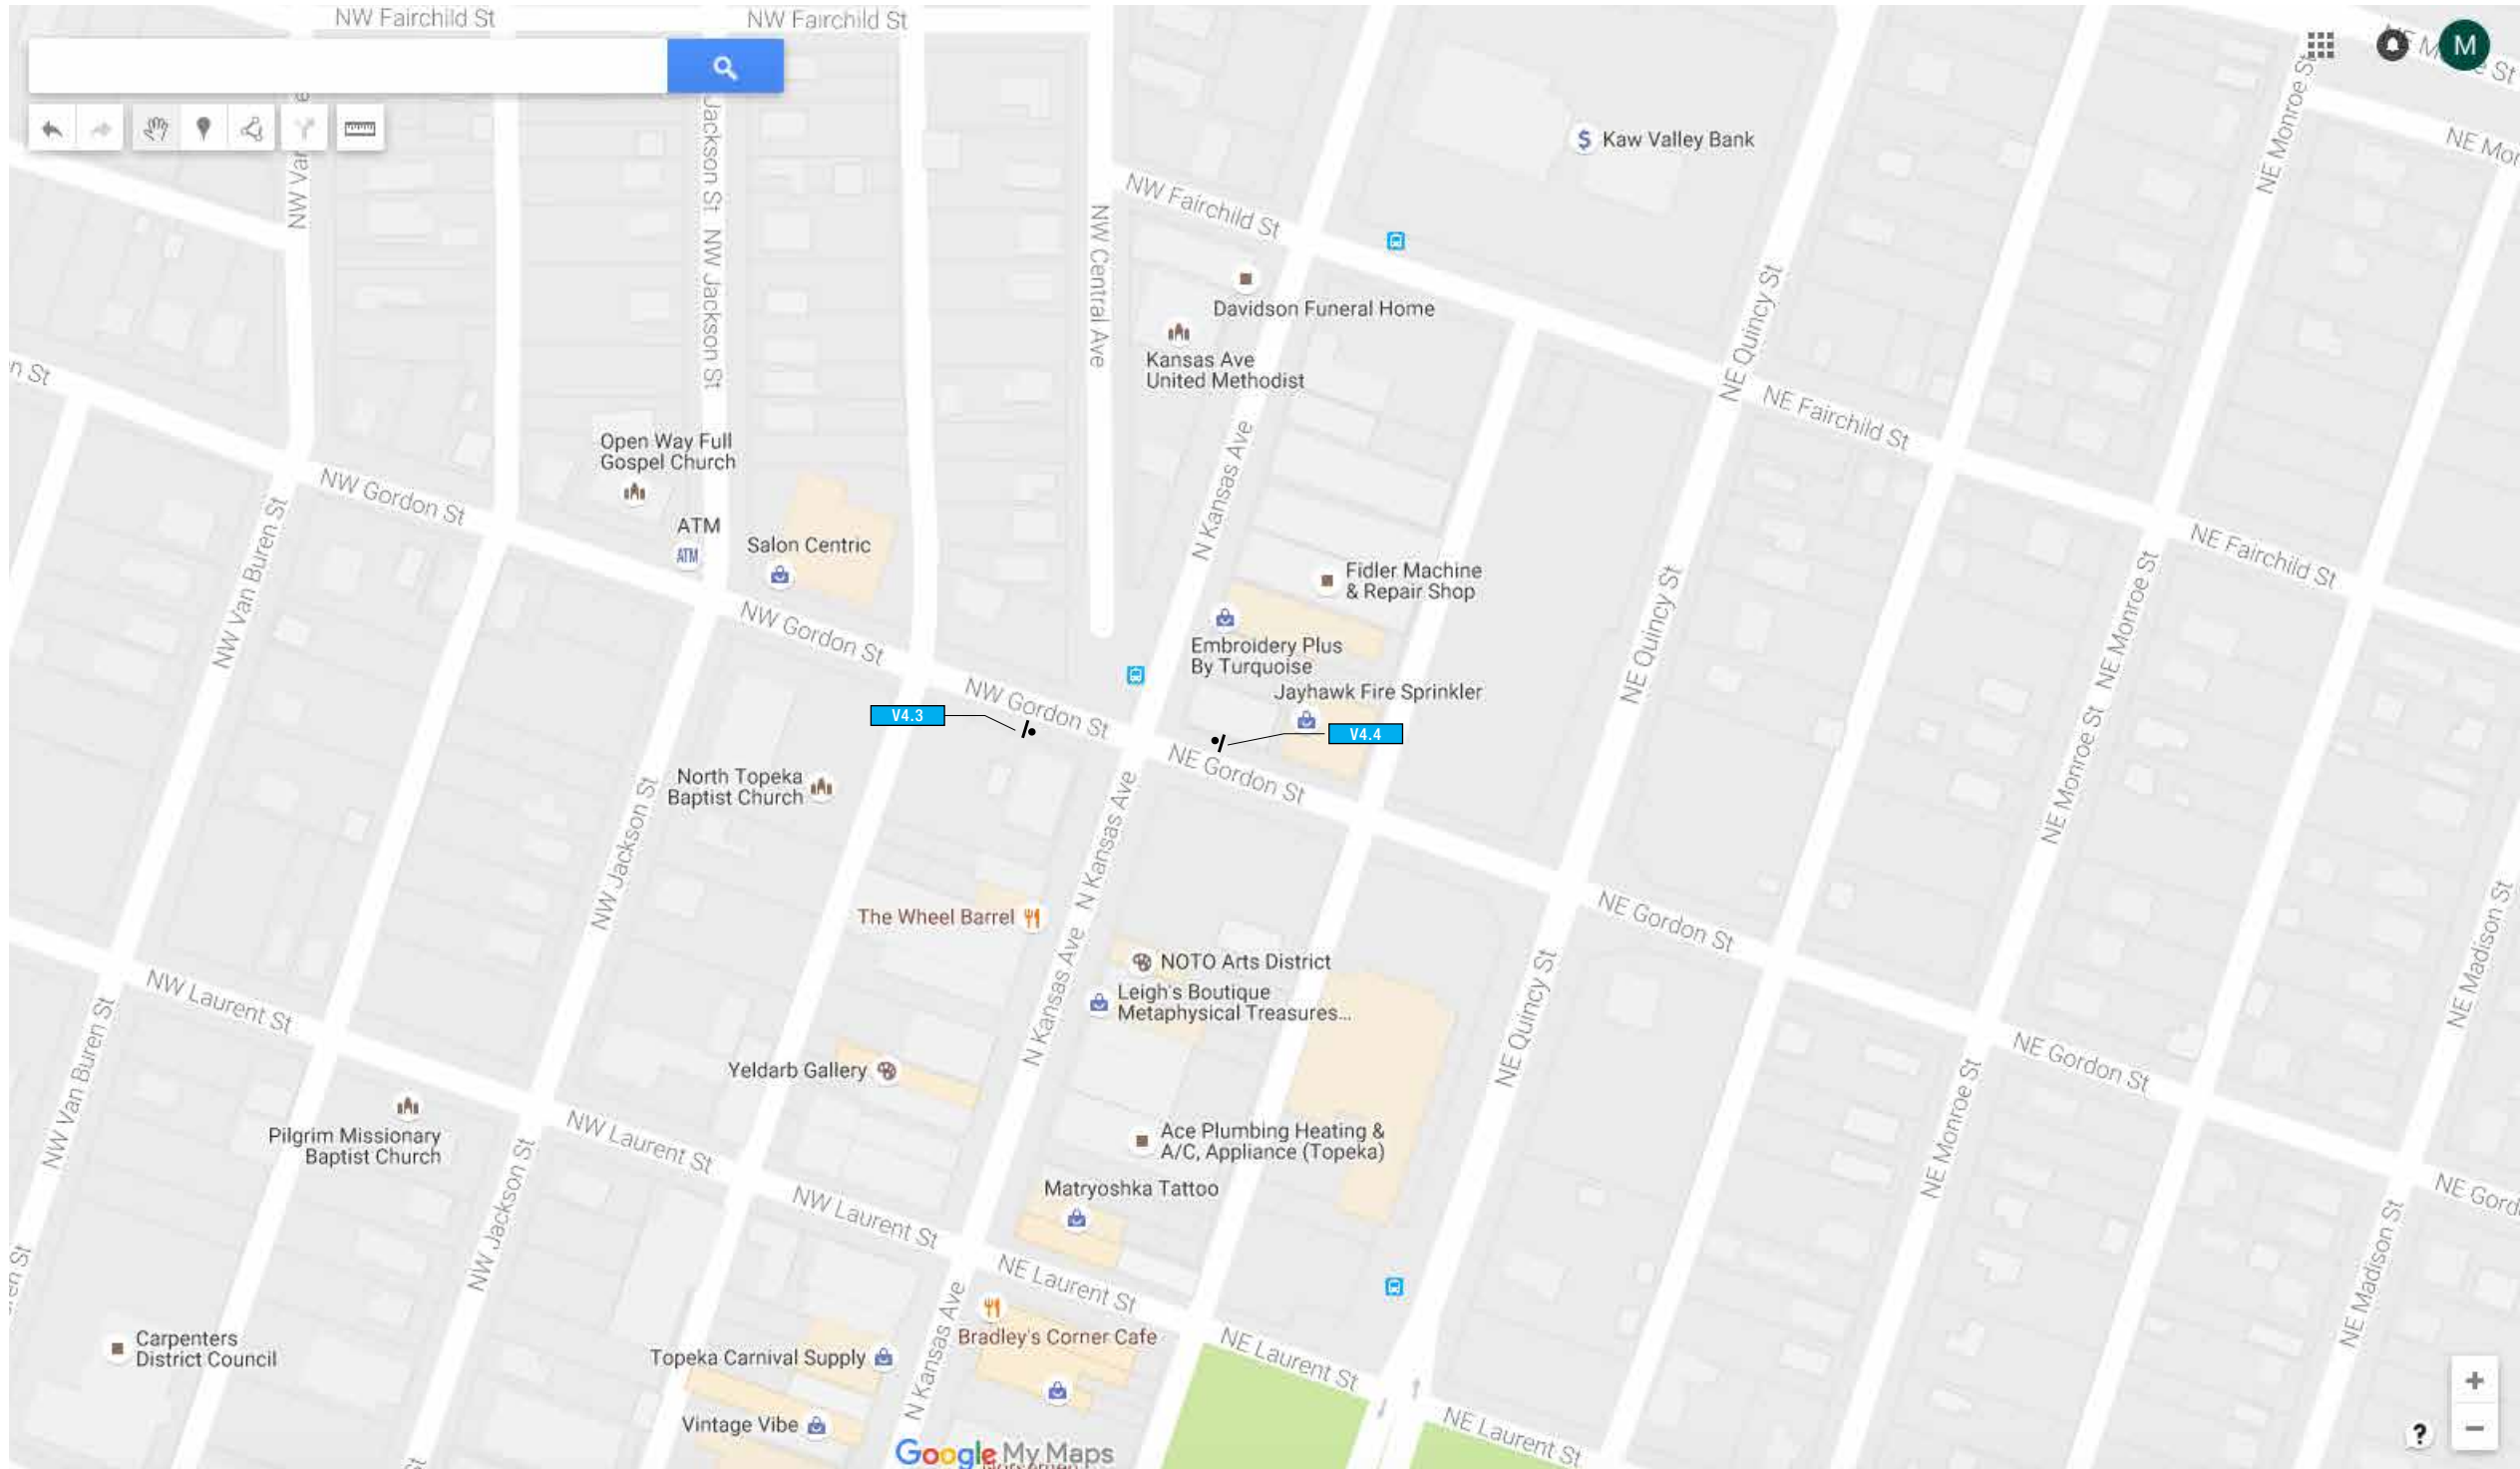 NW Fairchild St
NW Fairchild St
M
NE Monroe St
NW Van
Jackson St
NW Jackson St
Kaw Valley Bank
NW Fairchild St
NW Central Ave
Davidson Funeral Home
Kansas Ave
United Methodist
NE Quincy St
NE Fairchild St
n St
Open Way Full
Gospel Church
N Kansas Ave
NW Gordon St
ATM
ATM
Salon Centric
NW Van Buren St
Fidler Machine
& Repair Shop
NE Fairchild St
NW Gordon St
Embroidery Plus
By Turquoise
NE Quincy St
NE Monroe St
NE Monroe St
NW Gordon St
Jayhawk Fire Sprinkler
V4.3
V4.4
NE Gordon St
North Topeka
Baptist Church
NW Jackson St
N Kansas Ave
The Wheel Barrel
NE Gordon St
N Kansas Ave
NOTO Arts District
Leigh's Boutique
Metaphysical Treasures...
NE Quincy St
NE Madison St
NW Laurent St
NW Van Buren St
Yeldarb Gallery
NE Gordon St
Pilgrim Missionary
Baptist Church
NW Laurent St
Ace Plumbing Heating &
A/C, Appliance (Topeka)
NE Monroe St
Matryoshka Tattoo
NW Jackson St
NW Laurent St
NE Gord
NE Laurent St
NE Madison St
N Kansas Ave
Bradley's Corner Cafe
Carpenters
District Council
Topeka Carnival Supply
NE Laurent St
Vintage Vibe
NE Laurent St
Google My Maps
?